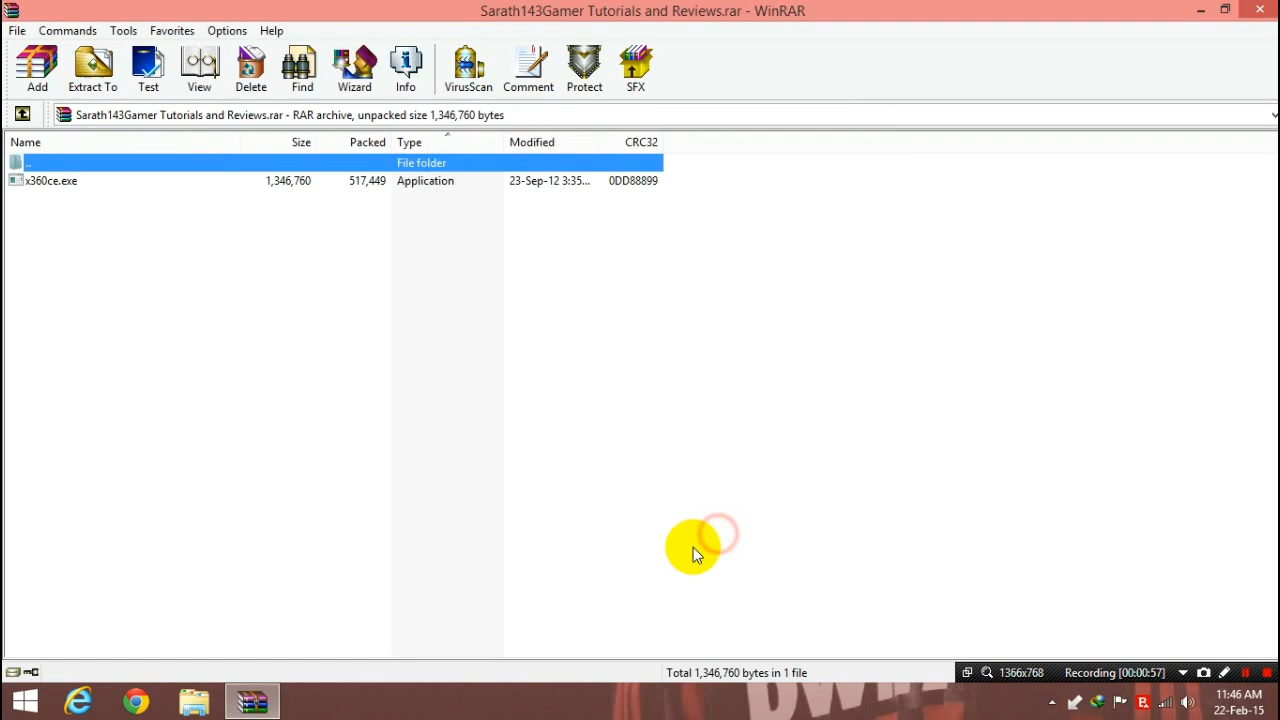 Sarath143Gamer Tutorials and Reviews.rar - WinRAR
File Commands Tools Favorites Options Help
Add Extract To Test View Delete Find Wizard Info VirusScan Comment Protect SFX
Sarath143Gamer Tutorials and Reviews.rar - RAR archive, unpacked size 1,346,760 bytes
Name Size Packed Type Modified CRC32
.. File folder
x360ce.exe 1,346,760 517,449 Application 23-Sep-12 3:35... 0DD88899
Total 1,346,760 bytes in 1 file
1366x768 Recording [00:00:57]
11:46 AM
22-Feb-15